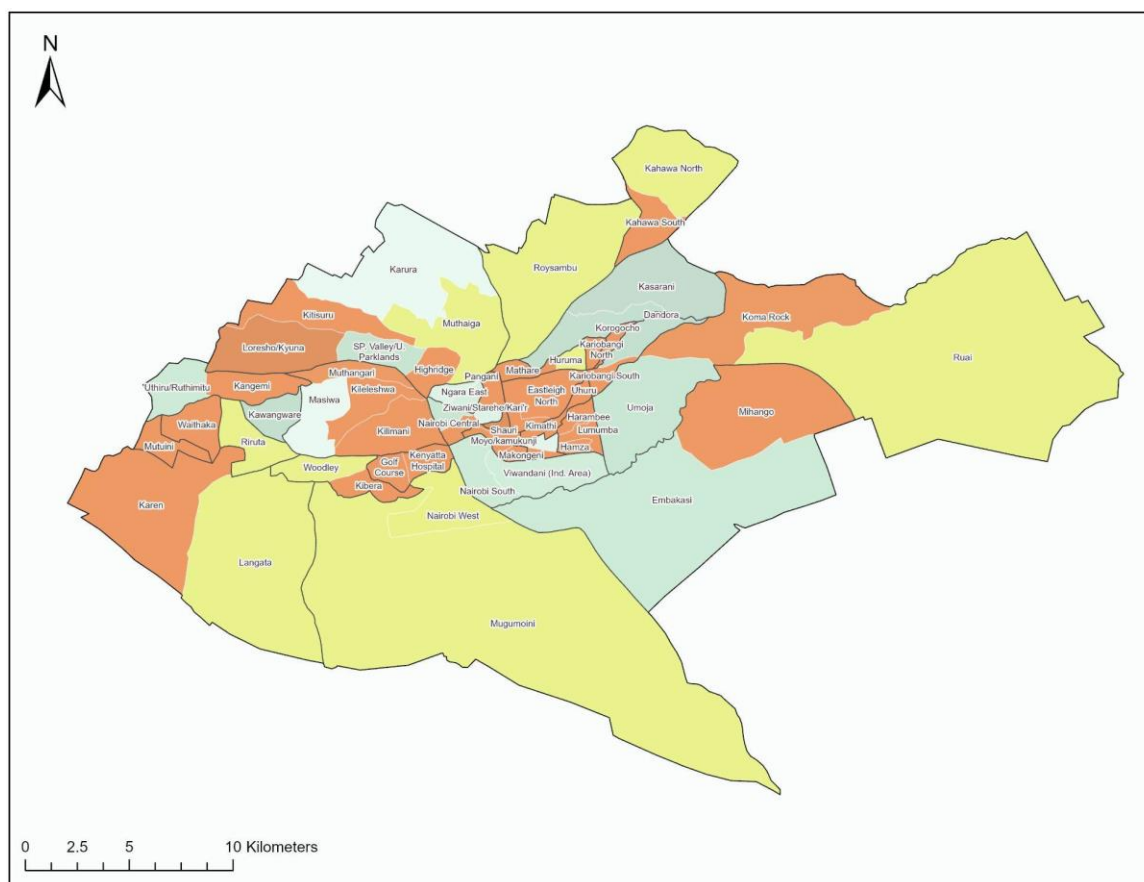 N
Kahawa North
Kahawa South
Karura
Roysambu
Kasarani
Kitisuru
Dandora
Koma Rock
Muthaiga
Korogocho
Loresho/Kyuna
SP. Valley/U.
Parklands
Kariobangi
North
Huruma
Ruai
Highridge
Pangani
Mathare
Uthiru/Ruthimitu
Kangemi
Muthangari
Kariobangi South
Kileleshwa
Ngara East
Eastleigh
North
Uhuru
Masiwa
Ziwani/Starehe/Kari'r
Umoja
Mihango
Kawangware
Harambee
Waithaka
Nairobi Central
Kimathi
Lumumba
Kilimani
Shauri
Moyo/kamukunji
Mutuini
Riruta
Hamza
Makongeni
Woodley
Golf
Course
Kenyatta
Hospital
Viwandani (Ind. Area)
Kibera
Nairobi South
Embakasi
Karen
Nairobi West
Langata
Mugumoini
0 2.5 5 10 Kilometers